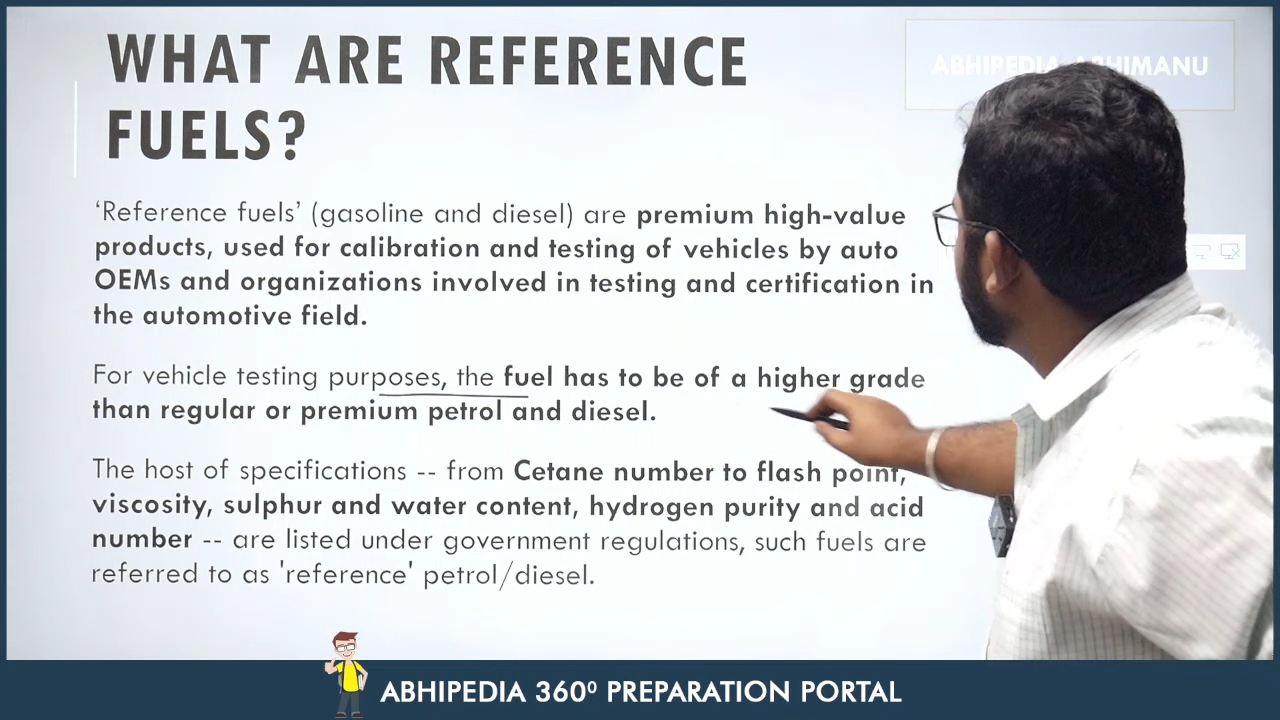 WHAT ARE REFERENCE
FUELS?
‘Reference fuels’ (gasoline and diesel) are premium high-value
products, used for calibration and testing of vehicles by auto
OEMs and organizations involved in testing and certification in
the automotive field.
For vehicle testing purposes, the fuel has to be of a higher grade
than regular or premium petrol and diesel.
The host of specifications -- from Cetane number to flash point,
viscosity, sulphur and water content, hydrogen purity and acid
number -- are listed under government regulations, such fuels are
referred to as 'reference' petrol/diesel.
ABHIPEDIA 360⁰ PREPARATION PORTAL